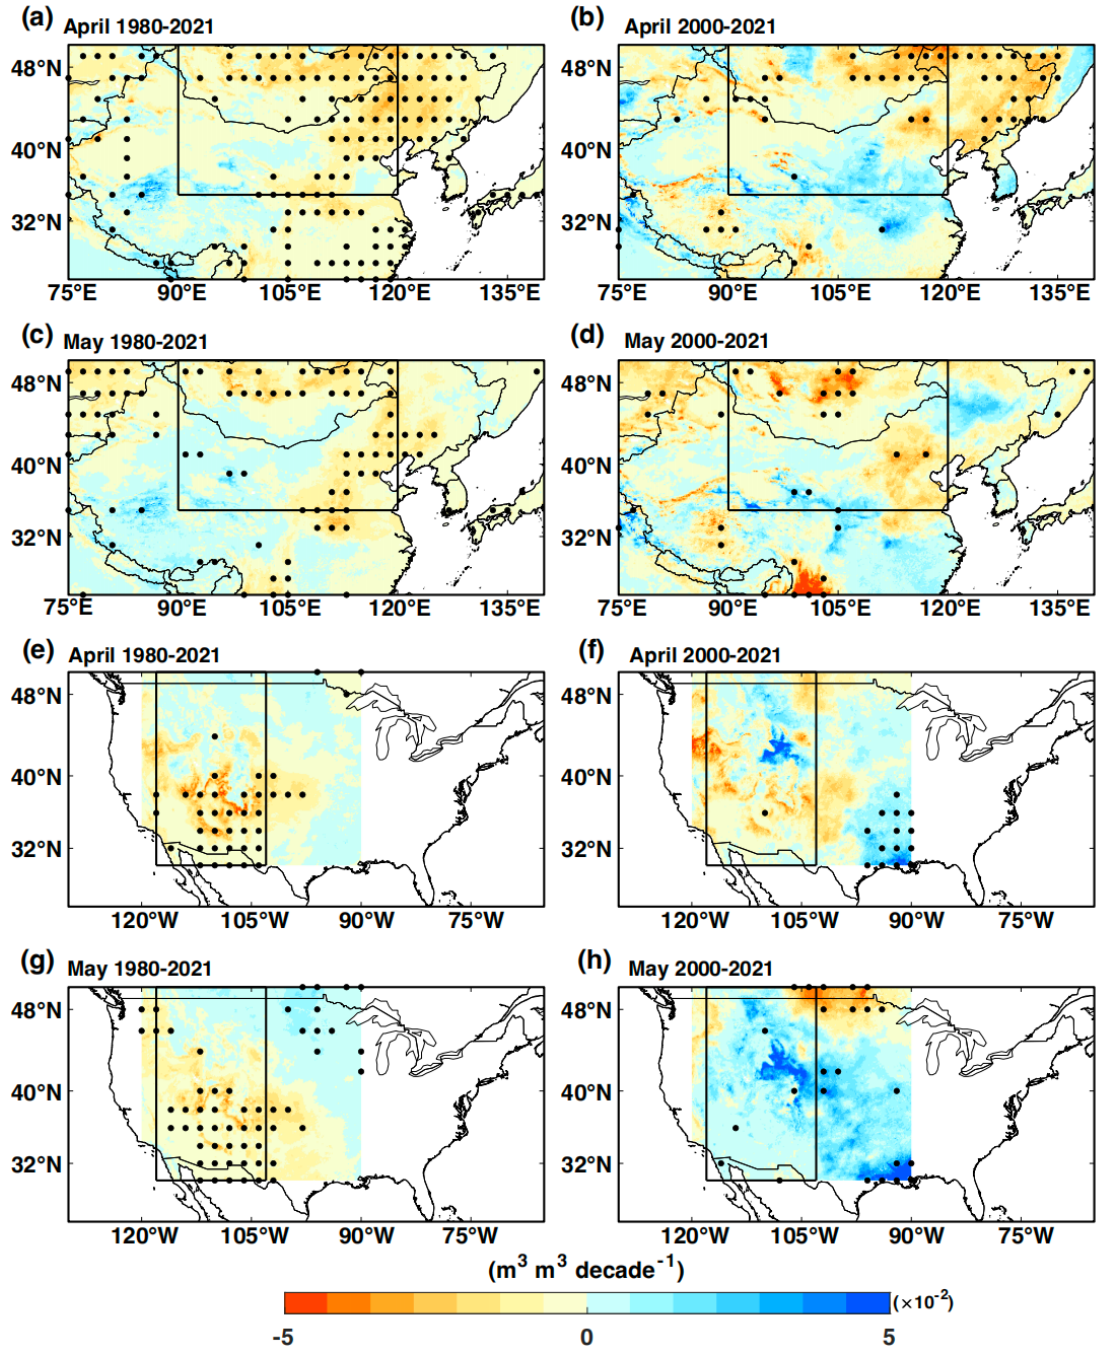 (a) April 1980-2021
(b) April 2000-2021
48°N
40°N
32°N
75°E 90°E 105°E 120°E 135°E
48°N
40°N
32°N
75°E 90°E 105°E 120°E 135°E
(c) May 1980-2021
(d) May 2000-2021
48°N
40°N
32°N
75°E 90°E 105°E 120°E 135°E
48°N
40°N
32°N
75°E 90°E 105°E 120°E 135°E
(e) April 1980-2021
(f) April 2000-2021
48°N
40°N
32°N
120°W 105°W 90°W 75°W
48°N
40°N
32°N
120°W 105°W 90°W 75°W
(g) May 1980-2021
(h) May 2000-2021
48°N
40°N
32°N
120°W 105°W 90°W 75°W
48°N
40°N
32°N
120°W 105°W 90°W 75°W
(m³ m³ decade⁻¹)
(×10⁻²)
-5 0 5